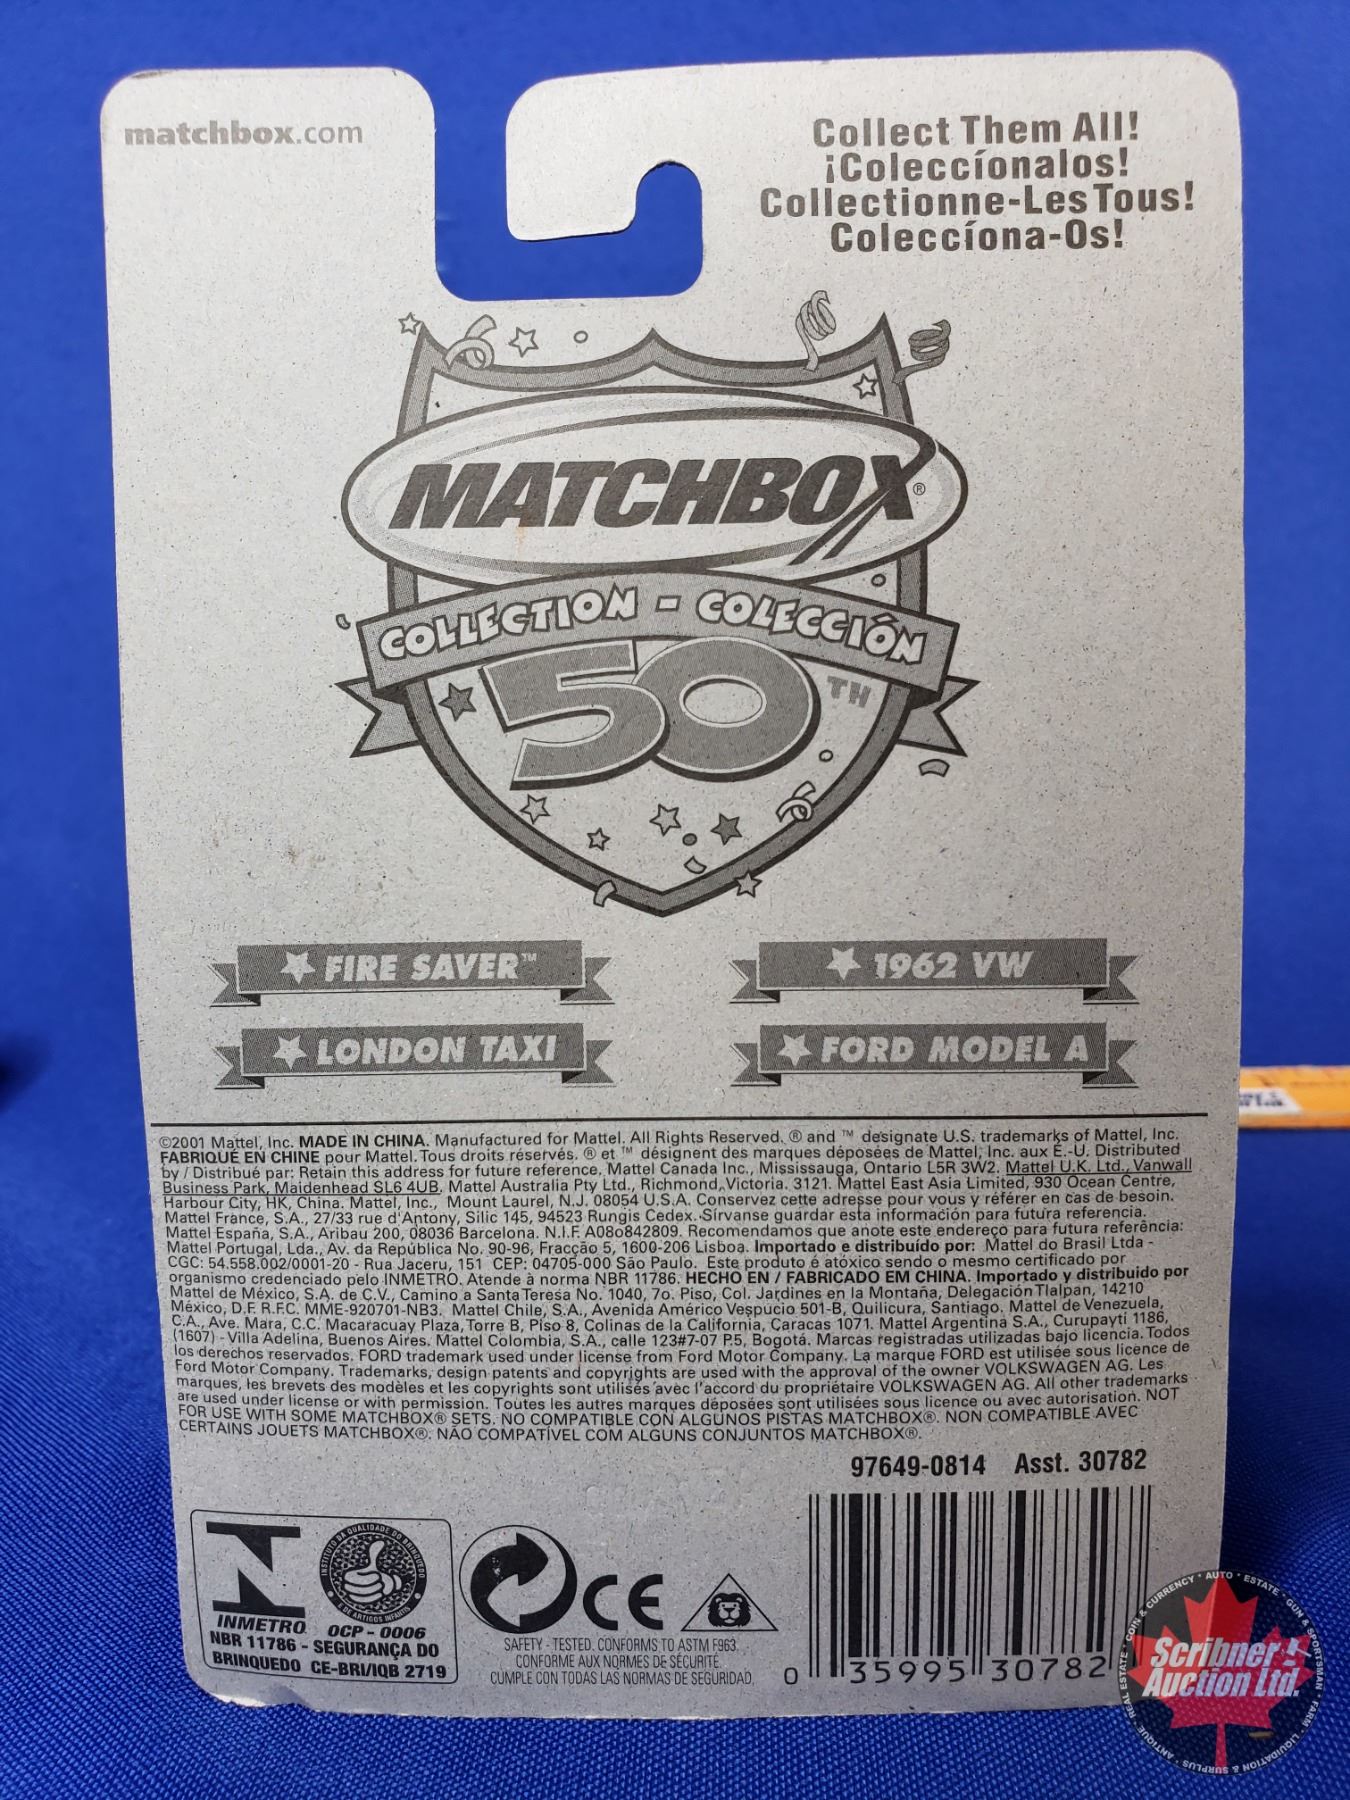 matchbox.com
Collect Them All!
¡Coleccíonalos!
Collectionne-Les Tous!
Coleccíona-Os!
MATCHBOX®
COLLECTION - COLECCIÓN
50TH
★ FIRE SAVER™
★ 1962 VW
★ LONDON TAXI
★ FORD MODEL A
©2001 Mattel, Inc. MADE IN CHINA. Manufactured for Mattel. All Rights Reserved. ® and ™ designate U.S. trademarks of Mattel, Inc.
FABRIQUÉ EN CHINE pour Mattel. Tous droits réservés. ® et ™ désignent des marques déposées de Mattel, Inc. aux É.-U. Distributed
by / Distribué par: Retain this address for future reference, Mattel Canada Inc., Mississauga, Ontario L5R 3W2. Mattel U.K. Ltd., Vanwall
Business Park, Maidenhead SL6 4UB. Mattel Australia Pty Ltd., Richmond, Victoria. 3121. Mattel East Asia Limited, 930 Ocean Centre,
Harbour City, HK, China. Mattel, Inc., Mount Laurel, N.J. 08054 U.S.A. Conservez cette adresse pour vous y référer en cas de besoin.
Mattel France, S.A., 27/33 rue d'Antony, Silic 145, 94523 Rungis Cedex. Sírvanse guardar esta información para futura referencia.
Mattel España, S.A., Aribau 200, 08036 Barcelona. N.I.F. A08o842809. Recomendamos que anote este endereço para futura referência:
Mattel Portugal, Lda., Av. da República No. 90-96, Fracção 5, 1600-206 Lisboa. Importado e distribuído por: Mattel do Brasil Ltda -
CGC: 54.558.002/0001-20 - Rua Jaceru, 151 CEP: 04705-000 São Paulo. Este produto é atóxico sendo o mesmo certificado por
organismo credenciado pelo INMETRO. Atende à norma NBR 11786. HECHO EN / FABRICADO EM CHINA. Importado y distribuido por
Mattel de México, S.A. de C.V., Camino a Santa Teresa No. 1040, 7o. Piso, Col. Jardines en la Montaña, Delegación Tlalpan, 14210
México, D.F. R.F.C. MME-920701-NB3. Mattel Chile, S.A., Avenida Américo Vespucio 501-B, Quilicura, Santiago. Mattel de Venezuela,
C.A., Ave. Mara, C.C. Macaracuay Plaza, Torre B, Piso 8, Colinas de la California, Caracas 1071. Mattel Argentina S.A., Curupaytí 1186,
(1607) - Villa Adelina, Buenos Aires. Mattel Colombia, S.A., calle 123#7-07 P.5, Bogotá. Marcas registradas utilizadas bajo licencia. Todos
los derechos reservados. FORD trademark used under license from Ford Motor Company. La marque FORD est utilisée sous licence de
Ford Motor Company. Trademarks, design patents and copyrights are used with the approval of the owner VOLKSWAGEN AG. Les
marques, les brevets des modèles et les copyrights sont utilisés avec l'accord du propriétaire VOLKSWAGEN AG. All other trademarks
are used under license or with permission. Toutes les autres marques déposées sont utilisées sous licence ou avec autorisation. NOT
FOR USE WITH SOME MATCHBOX® SETS. NO COMPATIBLE CON ALGUNOS PISTAS MATCHBOX®. NON COMPATIBLE AVEC
CERTAINS JOUETS MATCHBOX®. NÃO COMPATÍVEL COM ALGUNS CONJUNTOS MATCHBOX®.
97649-0814 Asst. 30782
INSTITUTO DA QUALIDADE DO BRINQUEDO
E DE ARTIGOS INFANTIS
INMETRO OCP - 0006
NBR 11786 - SEGURANÇA DO
BRINQUEDO CE-BRI/IQB 2719
CE
SAFETY - TESTED. CONFORMS TO ASTM F963.
CONFORME AUX NORMES DE SÉCURITÉ.
CUMPLE CON TODAS LAS NORMAS DE SEGURIDAD.
0 35995 30782
COIN & CURRENCY · AUTO · ESTATE · GUN & SPORTSMAN · FARM · LIQUIDATION & SURPLUS · ANTIQUE · REAL ESTATE
Scribner !
Auction Ltd.